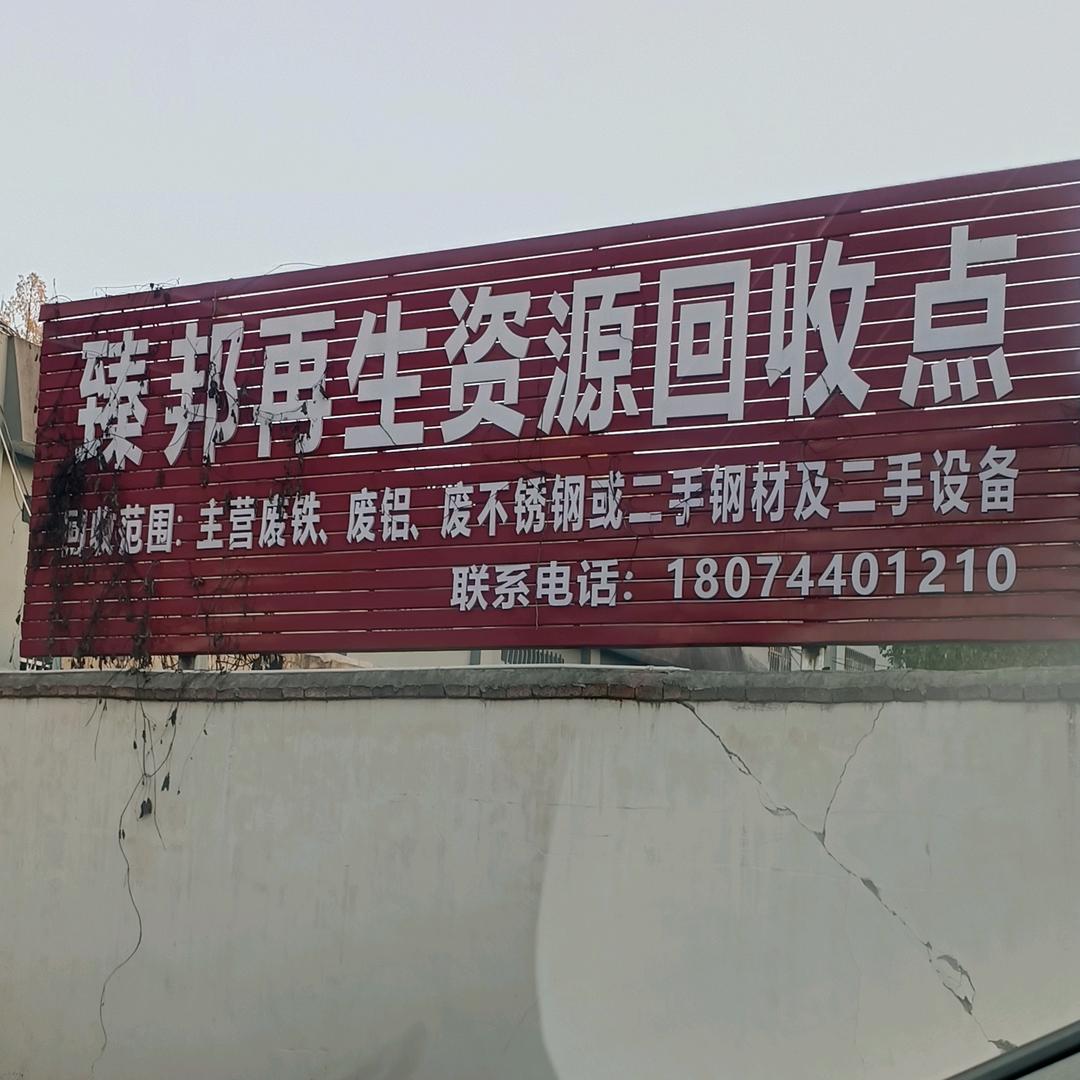 臻邦再生资源回收点
回收范围：主营废铁、废铝、废不锈钢或二手钢材及二手设备
联系电话：18074401210